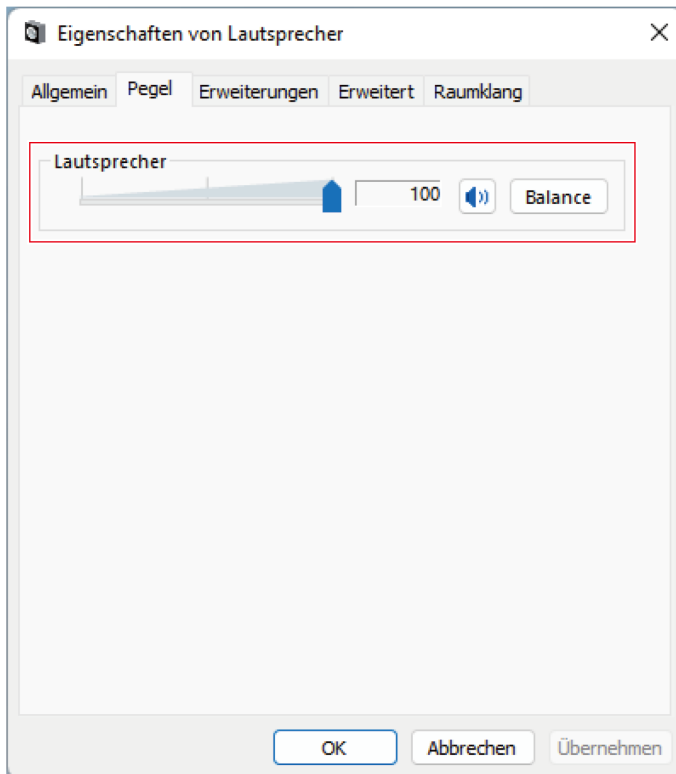 Eigenschaften von Lautsprecher
Allgemein Pegel Erweiterungen Erweitert Raumklang
Lautsprecher
100 Balance
OK Abbrechen Übernehmen